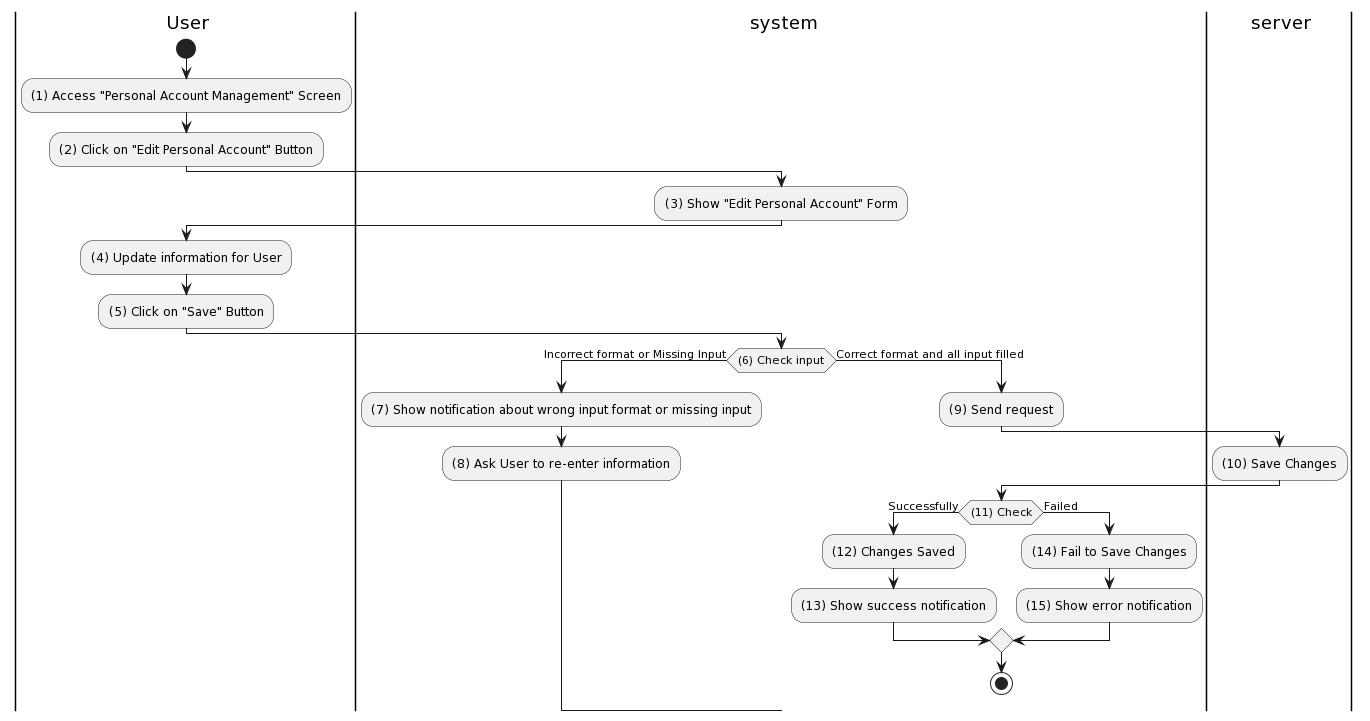 User
system
server
(1) Access "Personal Account Management" Screen
(2) Click on "Edit Personal Account" Button
(3) Show "Edit Personal Account" Form
(4) Update information for User
(5) Click on "Save" Button
Incorrect format or Missing Input
(6) Check input
Correct format and all input filled
(7) Show notification about wrong input format or missing input
(9) Send request
(8) Ask User to re-enter information
(10) Save Changes
Successfully
(11) Check
Failed
(12) Changes Saved
(14) Fail to Save Changes
(13) Show success notification
(15) Show error notification